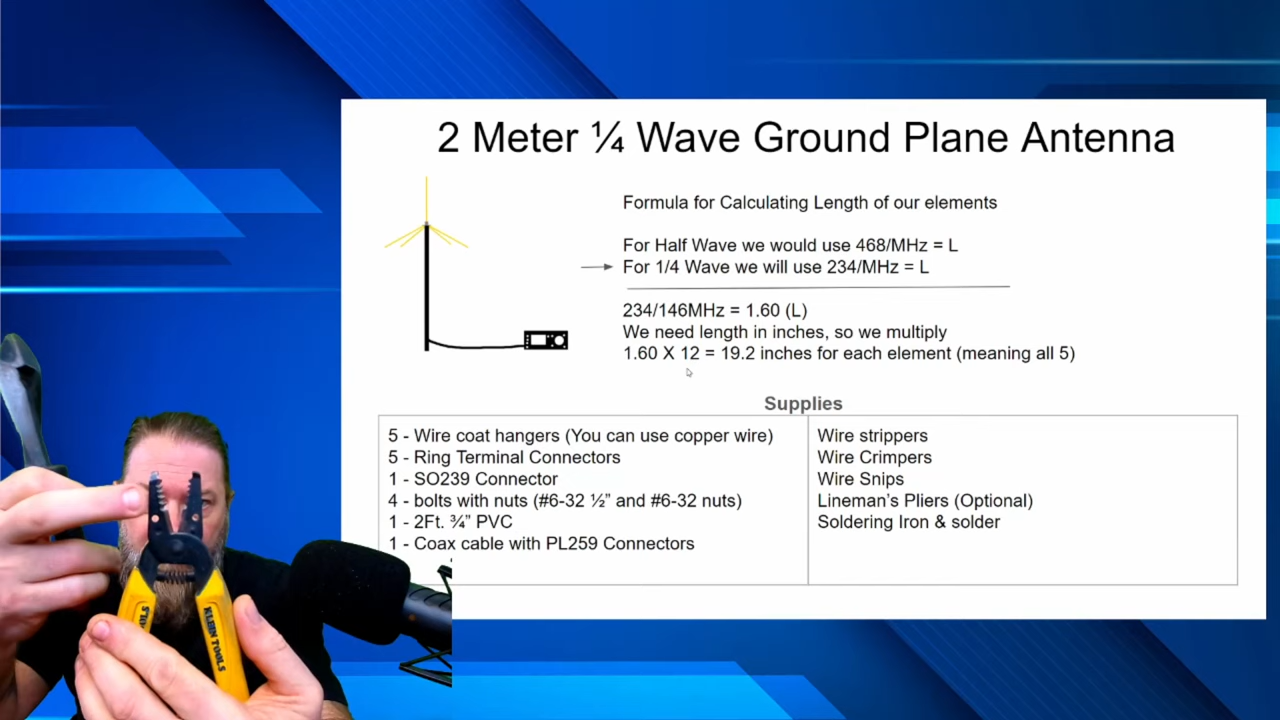 2 Meter ¼ Wave Ground Plane Antenna
Formula for Calculating Length of our elements
For Half Wave we would use 468/MHz = L
For 1/4 Wave we will use 234/MHz = L
234/146MHz = 1.60 (L)
We need length in inches, so we multiply
1.60 X 12 = 19.2 inches for each element (meaning all 5)
Supplies
5 - Wire coat hangers (You can use copper wire)
5 - Ring Terminal Connectors
1 - SO239 Connector
4 - bolts with nuts (#6-32 ½” and #6-32 nuts)
1 - 2Ft. ¾” PVC
1 - Coax cable with PL259 Connectors
Wire strippers
Wire Crimpers
Wire Snips
Lineman’s Pliers (Optional)
Soldering Iron & solder
KLEIN TOOLS